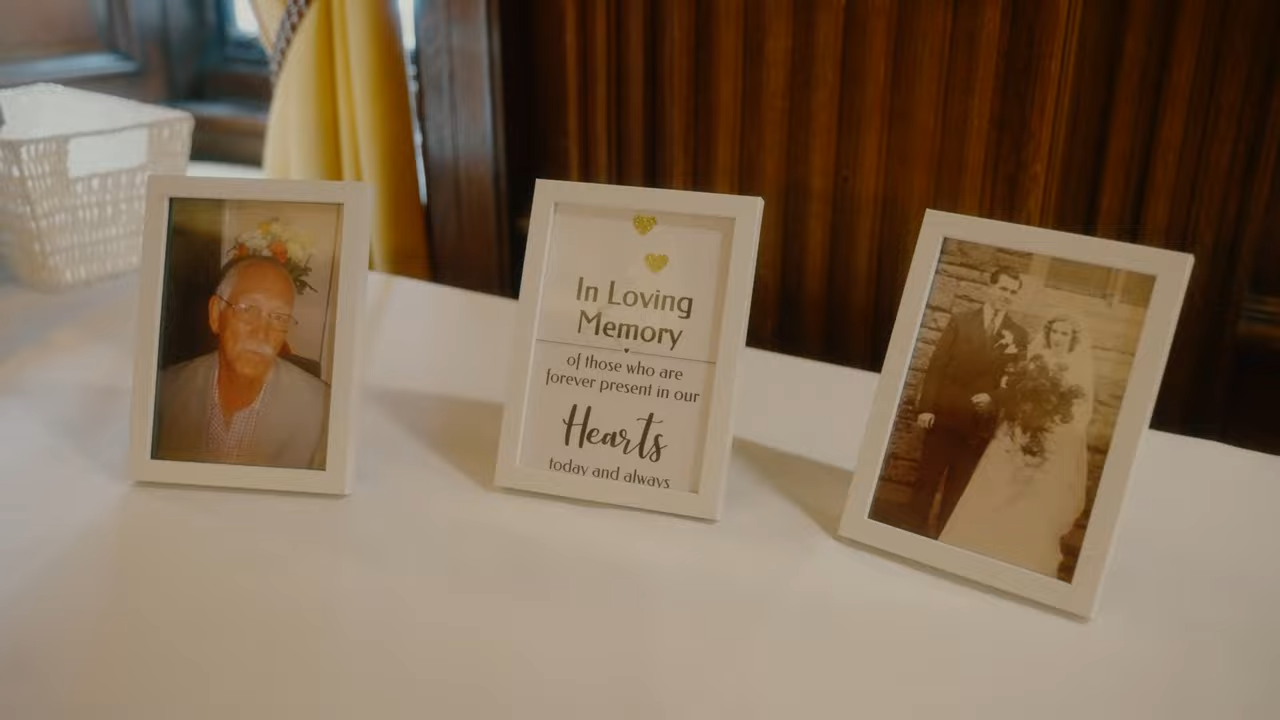 In Loving
Memory
of those who are
forever present in our
Hearts
today and always